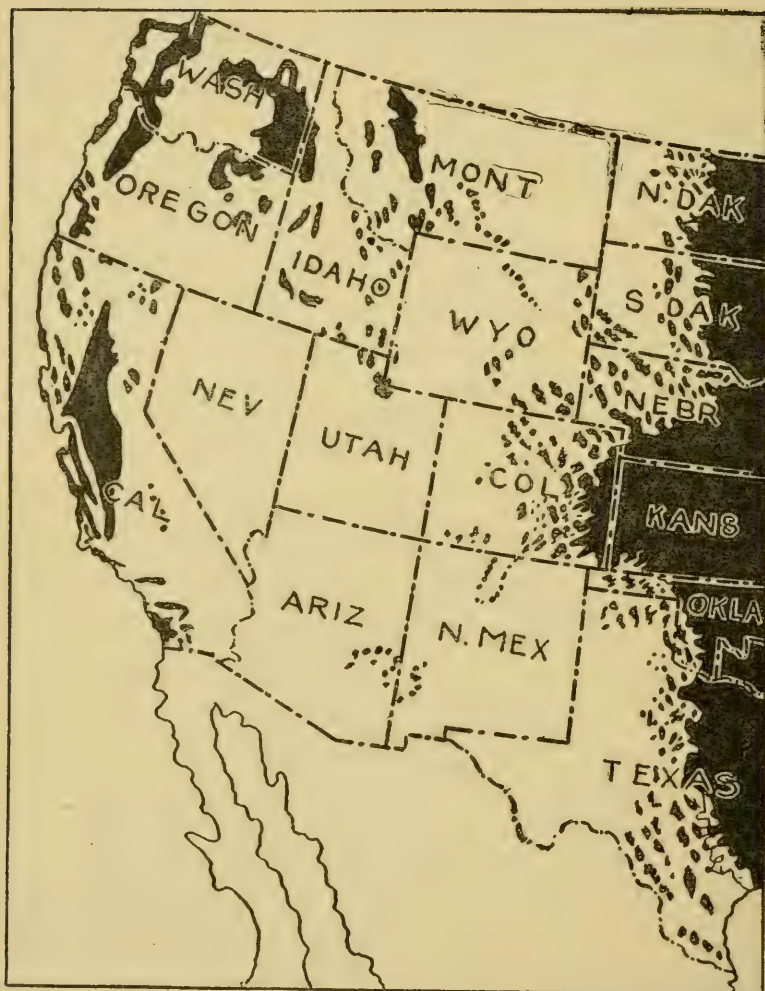 WASH
MONT
N. DAK
OREGON
IDAHO
S DAK
WYO
NEV
NEBR
UTAH
COL
CAL
KANS
ARIZ
N. MEX
OKLA
TEXAS